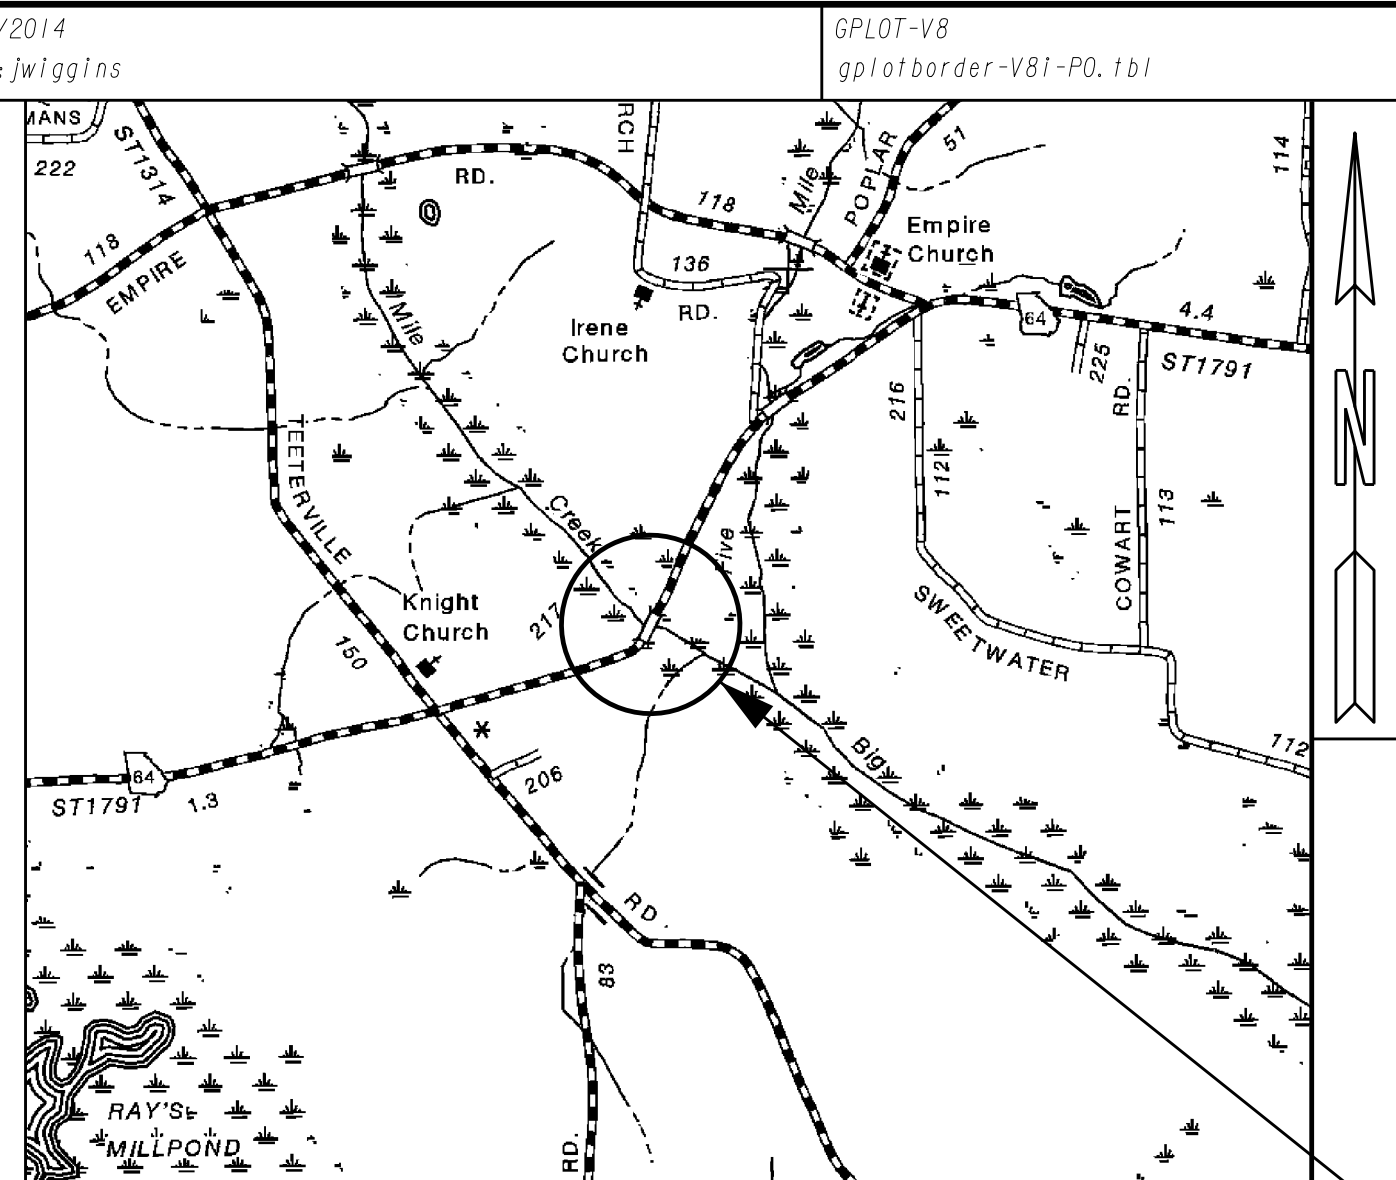 /2014
: jwiggins
GPLOT-V8
gplotborder-V8i-PO.tbl
MANS
222
ST1314
118
EMPIRE
RD.
RCH
118
Mile
POPLAR
51
114
Empire
Church
136
RD.
Irene
Church
Mile
64
4.4
ST1791
225
RD.
216
1121
113
COWART
SWEETWATER
112
TEETERVILLE
Creek
Five
217
Knight
Church
150
N
64
ST1791
1.3
206
Big
RD.
83
RD.
RAY'S
MILLPOND